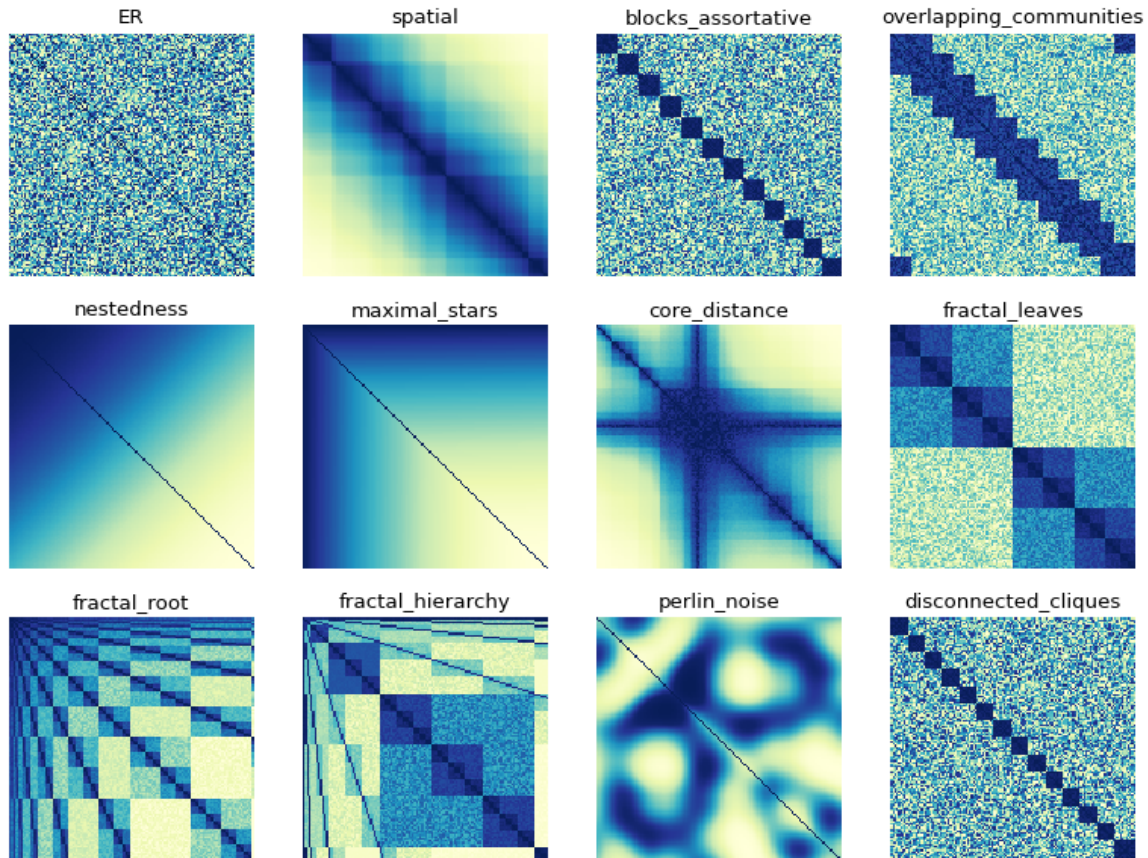 ER
spatial
blocks_assortative
overlapping_communities
nestedness
maximal_stars
core_distance
fractal_leaves
fractal_root
fractal_hierarchy
perlin_noise
disconnected_cliques